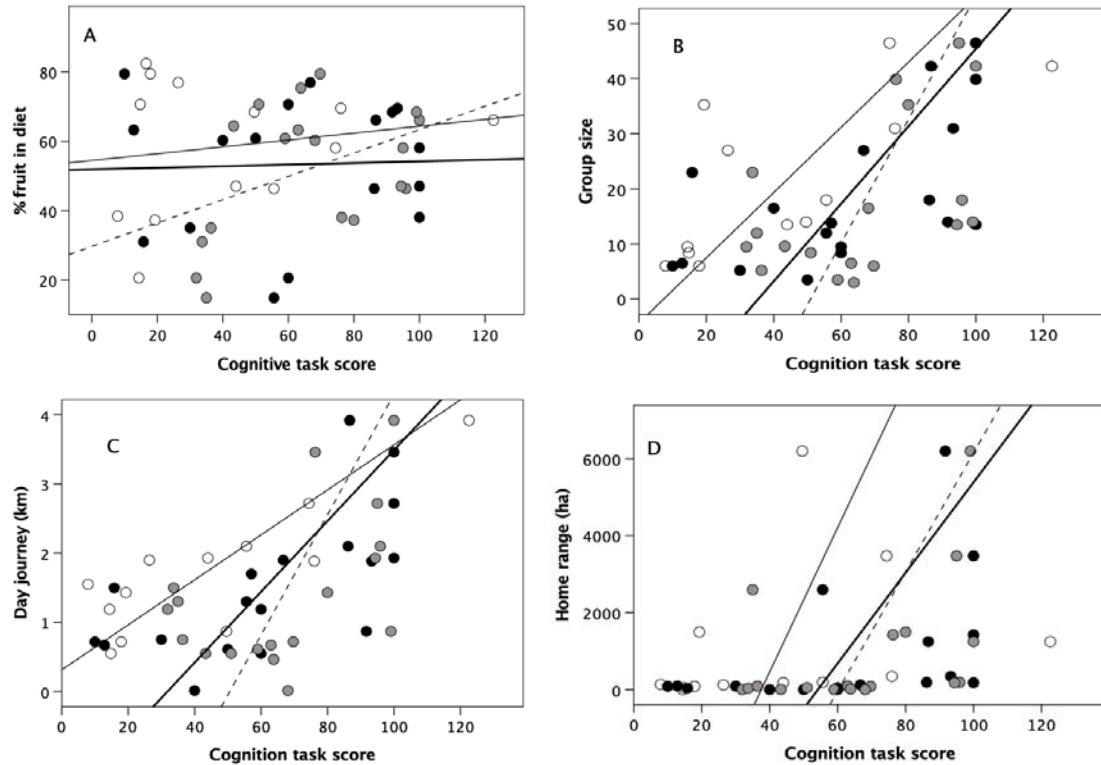 A
% fruit in diet
80
60
40
20
0 20 40 60 80 100 120
Cognitive task score
B
Group size
50
40
30
20
10
0
0 20 40 60 80 100 120
Cognition task score
C
Day journey (km)
4
3
2
1
0
0 20 40 60 80 100 120
Cognition task score
D
Home range (ha)
6000
4000
2000
0
0 20 40 60 80 100 120
Cognition task score